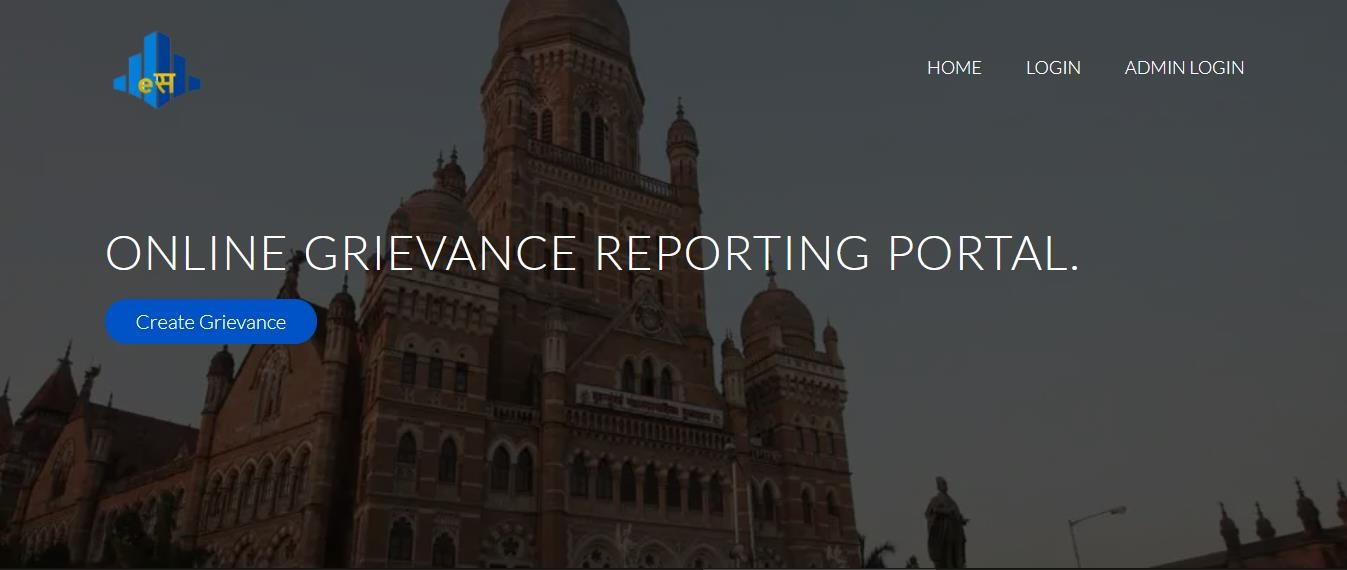 eस
HOME LOGIN ADMIN LOGIN
ONLINE GRIEVANCE REPORTING PORTAL.
Create Grievance